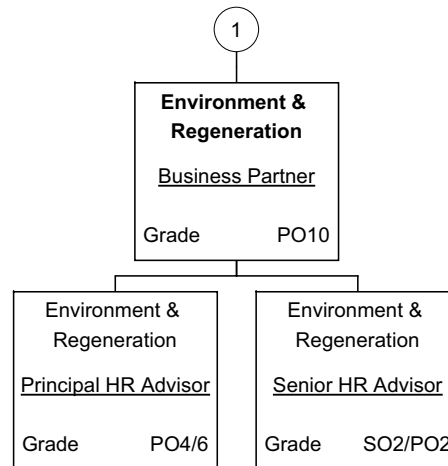 1
Environment &
Regeneration
Business Partner
Grade PO10
Environment &
Regeneration
Principal HR Advisor
Grade PO4/6
Environment &
Regeneration
Senior HR Advisor
Grade SO2/PO2